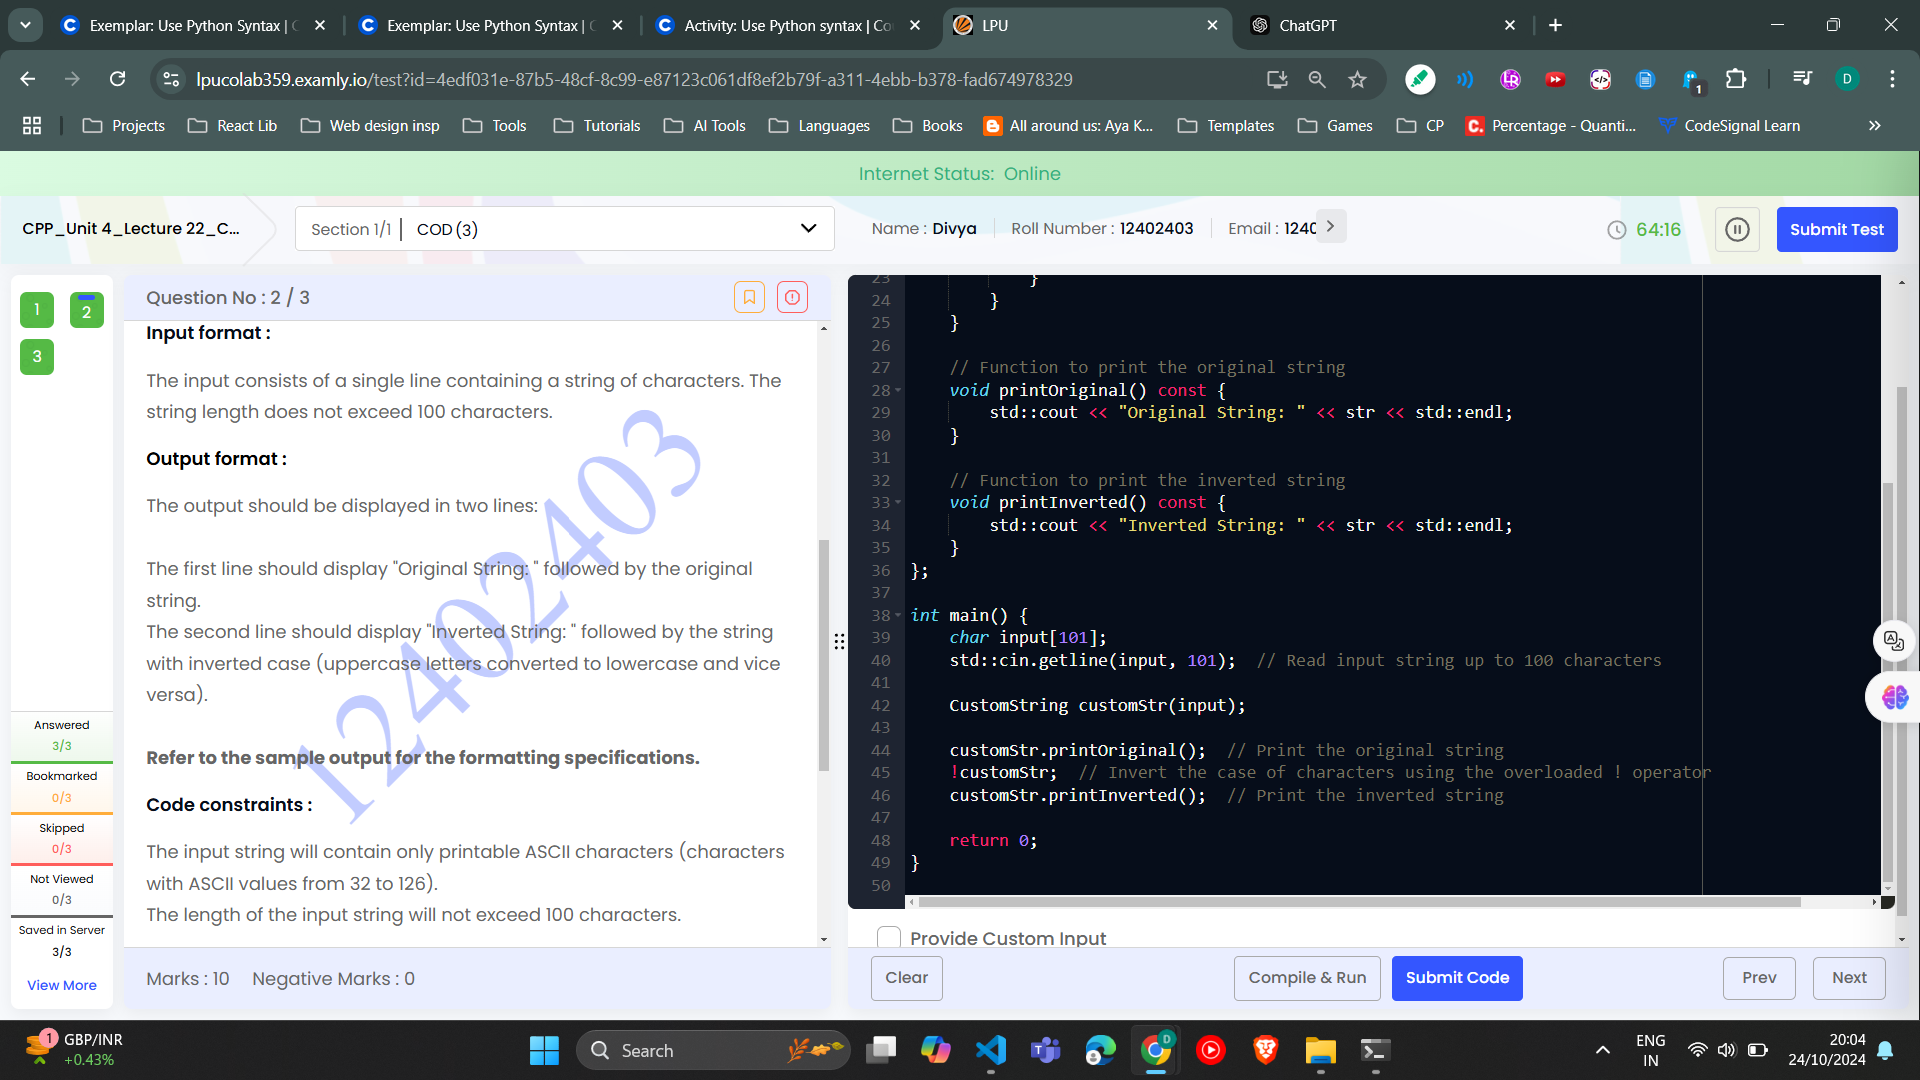 Exemplar: Use Python Syntax | C
Exemplar: Use Python Syntax | C
Activity: Use Python syntax | Co
LPU
ChatGPT
lpucolab359.examly.io/test?id=4edf031e-87b5-48cf-8c99-e87123c061df8ef2b79f-a311-4ebb-b378-fad674978329
1
D
Projects
React Lib
Web design insp
Tools
Tutorials
AI Tools
Languages
Books
All around us: Aya K...
Templates
Games
CP
Percentage - Quanti...
CodeSignal Learn
Internet Status: Online
CPP_Unit 4_Lecture 22_C...
Section 1/1 | COD (3)
Name : Divya
Roll Number : 12402403
Email : 1240
64:16
Submit Test
1
2
3
Question No : 2 / 3
Input format :
The input consists of a single line containing a string of characters. The
string length does not exceed 100 characters.
Output format :
The output should be displayed in two lines:
The first line should display "Original String: " followed by the original
string.
The second line should display "Inverted String: " followed by the string
with inverted case (uppercase letters converted to lowercase and vice
versa).
Refer to the sample output for the formatting specifications.
Code constraints :
The input string will contain only printable ASCII characters (characters
with ASCII values from 32 to 126).
The length of the input string will not exceed 100 characters.
12402403
Answered
3/3
Bookmarked
0/3
Skipped
0/3
Not Viewed
0/3
Saved in Server
3/3
View More
Marks : 10
Negative Marks : 0
23 }
24 }
25 }
26
27 // Function to print the original string
28 void printOriginal() const {
29 std::cout << "Original String: " << str << std::endl;
30 }
31
32 // Function to print the inverted string
33 void printInverted() const {
34 std::cout << "Inverted String: " << str << std::endl;
35 }
36 };
37
38 int main() {
39 char input[101];
40 std::cin.getline(input, 101); // Read input string up to 100 characters
41
42 CustomString customStr(input);
43
44 customStr.printOriginal(); // Print the original string
45 !customStr; // Invert the case of characters using the overloaded ! operator
46 customStr.printInverted(); // Print the inverted string
47
48 return 0;
49 }
50
Provide Custom Input
Clear
Compile & Run
Submit Code
Prev
Next
1
GBP/INR
+0.43%
Search
D
ENG
IN
20:04
24/10/2024